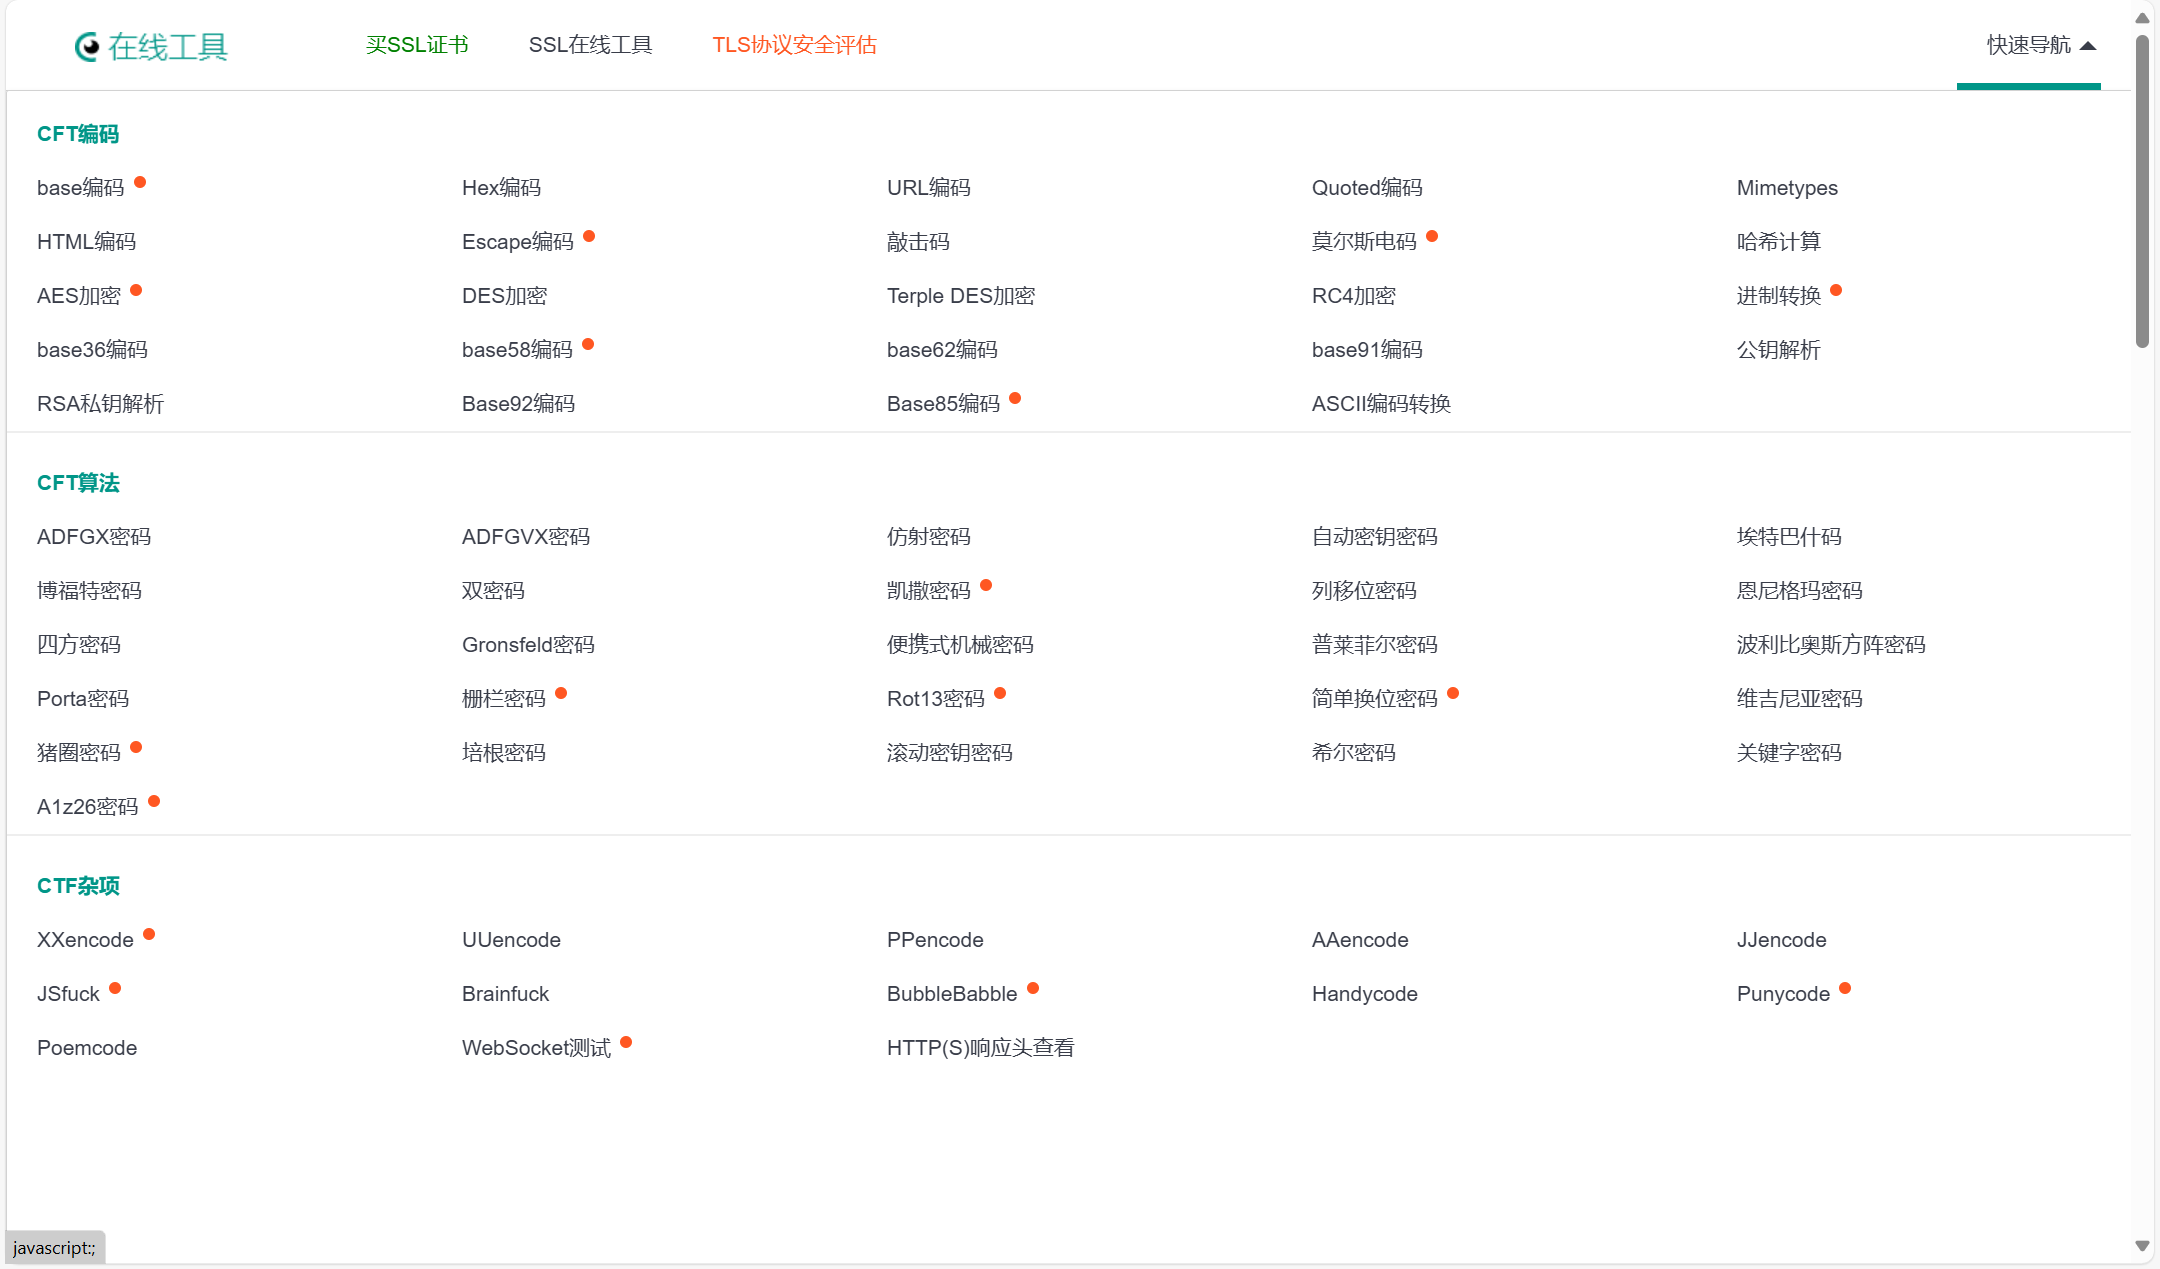 在线工具 买SSL证书 SSL在线工具 TLS协议安全评估 快速导航
CFT编码
base编码 Hex编码 URL编码 Quoted编码 Mimetypes
HTML编码 Escape编码 敲击码 莫尔斯电码 哈希计算
AES加密 DES加密 Terple DES加密 RC4加密 进制转换
base36编码 base58编码 base62编码 base91编码 公钥解析
RSA私钥解析 Base92编码 Base85编码 ASCII编码转换
CFT算法
ADFGX密码 ADFGVX密码 仿射密码 自动密钥密码 埃特巴什码
博福特密码 双密码 凯撒密码 列移位密码 恩尼格玛密码
四方密码 Gronsfeld密码 便携式机械密码 普莱菲尔密码 波利比奥斯方阵密码
Porta密码 栅栏密码 Rot13密码 简单换位密码 维吉尼亚密码
猪圈密码 培根密码 滚动密钥密码 希尔密码 关键字密码
A1z26密码
CTF杂项
XXencode UUencode PPencode AAencode JJencode
JSfuck Brainfuck BubbleBabble Handycode Punycode
Poemcode WebSocket测试 HTTP(S)响应头查看
javascript:;